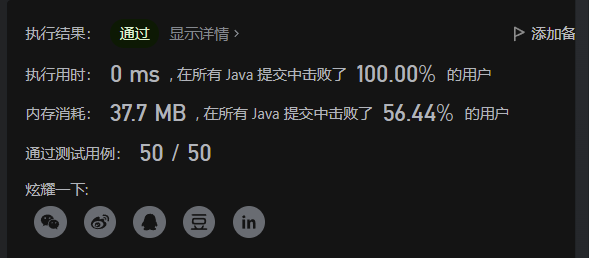 执行结果： 通过 显示详情 › 添加备
执行用时： 0 ms , 在所有 Java 提交中击败了 100.00% 的用户
内存消耗： 37.7 MB , 在所有 Java 提交中击败了 56.44% 的用户
通过测试用例： 50 / 50
炫耀一下:
豆 in